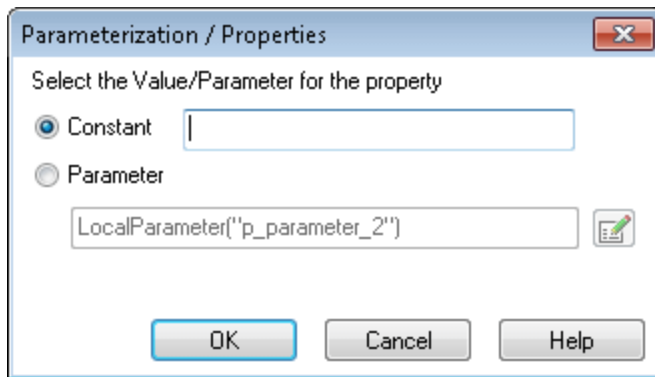 Parameterization / Properties
Select the Value/Parameter for the property
Constant
Parameter
LocalParameter("p_parameter_2")
OK Cancel Help